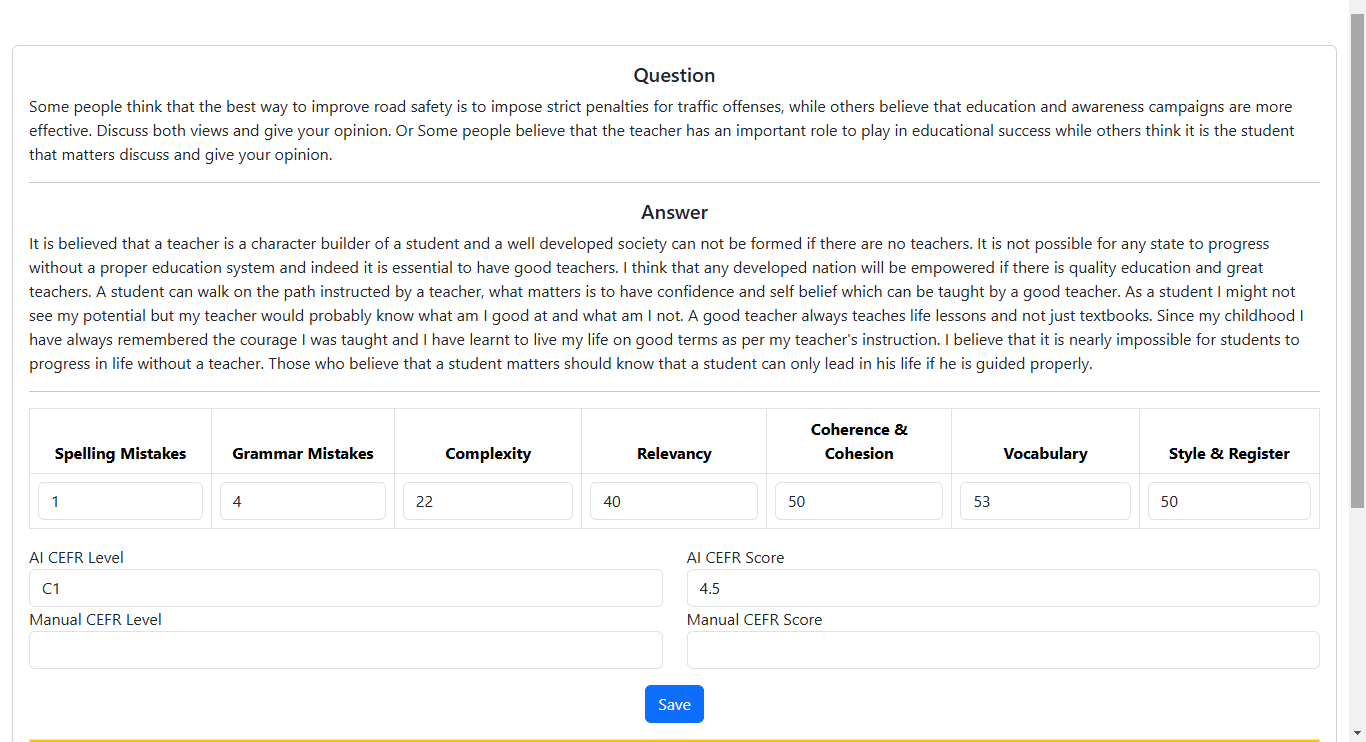 Question
Some people think that the best way to improve road safety is to impose strict penalties for traffic offenses, while others believe that education and awareness campaigns are more
effective. Discuss both views and give your opinion. Or Some people believe that the teacher has an important role to play in educational success while others think it is the student
that matters discuss and give your opinion.
Answer
It is believed that a teacher is a character builder of a student and a well developed society can not be formed if there are no teachers. It is not possible for any state to progress
without a proper education system and indeed it is essential to have good teachers. I think that any developed nation will be empowered if there is quality education and great
teachers. A student can walk on the path instructed by a teacher, what matters is to have confidence and self belief which can be taught by a good teacher. As a student I might not
see my potential but my teacher would probably know what am I good at and what am I not. A good teacher always teaches life lessons and not just textbooks. Since my childhood I
have always remembered the courage I was taught and I have learnt to live my life on good terms as per my teacher's instruction. I believe that it is nearly impossible for students to
progress in life without a teacher. Those who believe that a student matters should know that a student can only lead in his life if he is guided properly.
Spelling Mistakes Grammar Mistakes Complexity Relevancy Coherence & Cohesion Vocabulary Style & Register
1 4 22 40 50 53 50
AI CEFR Level AI CEFR Score
C1 4.5
Manual CEFR Level Manual CEFR Score
Save